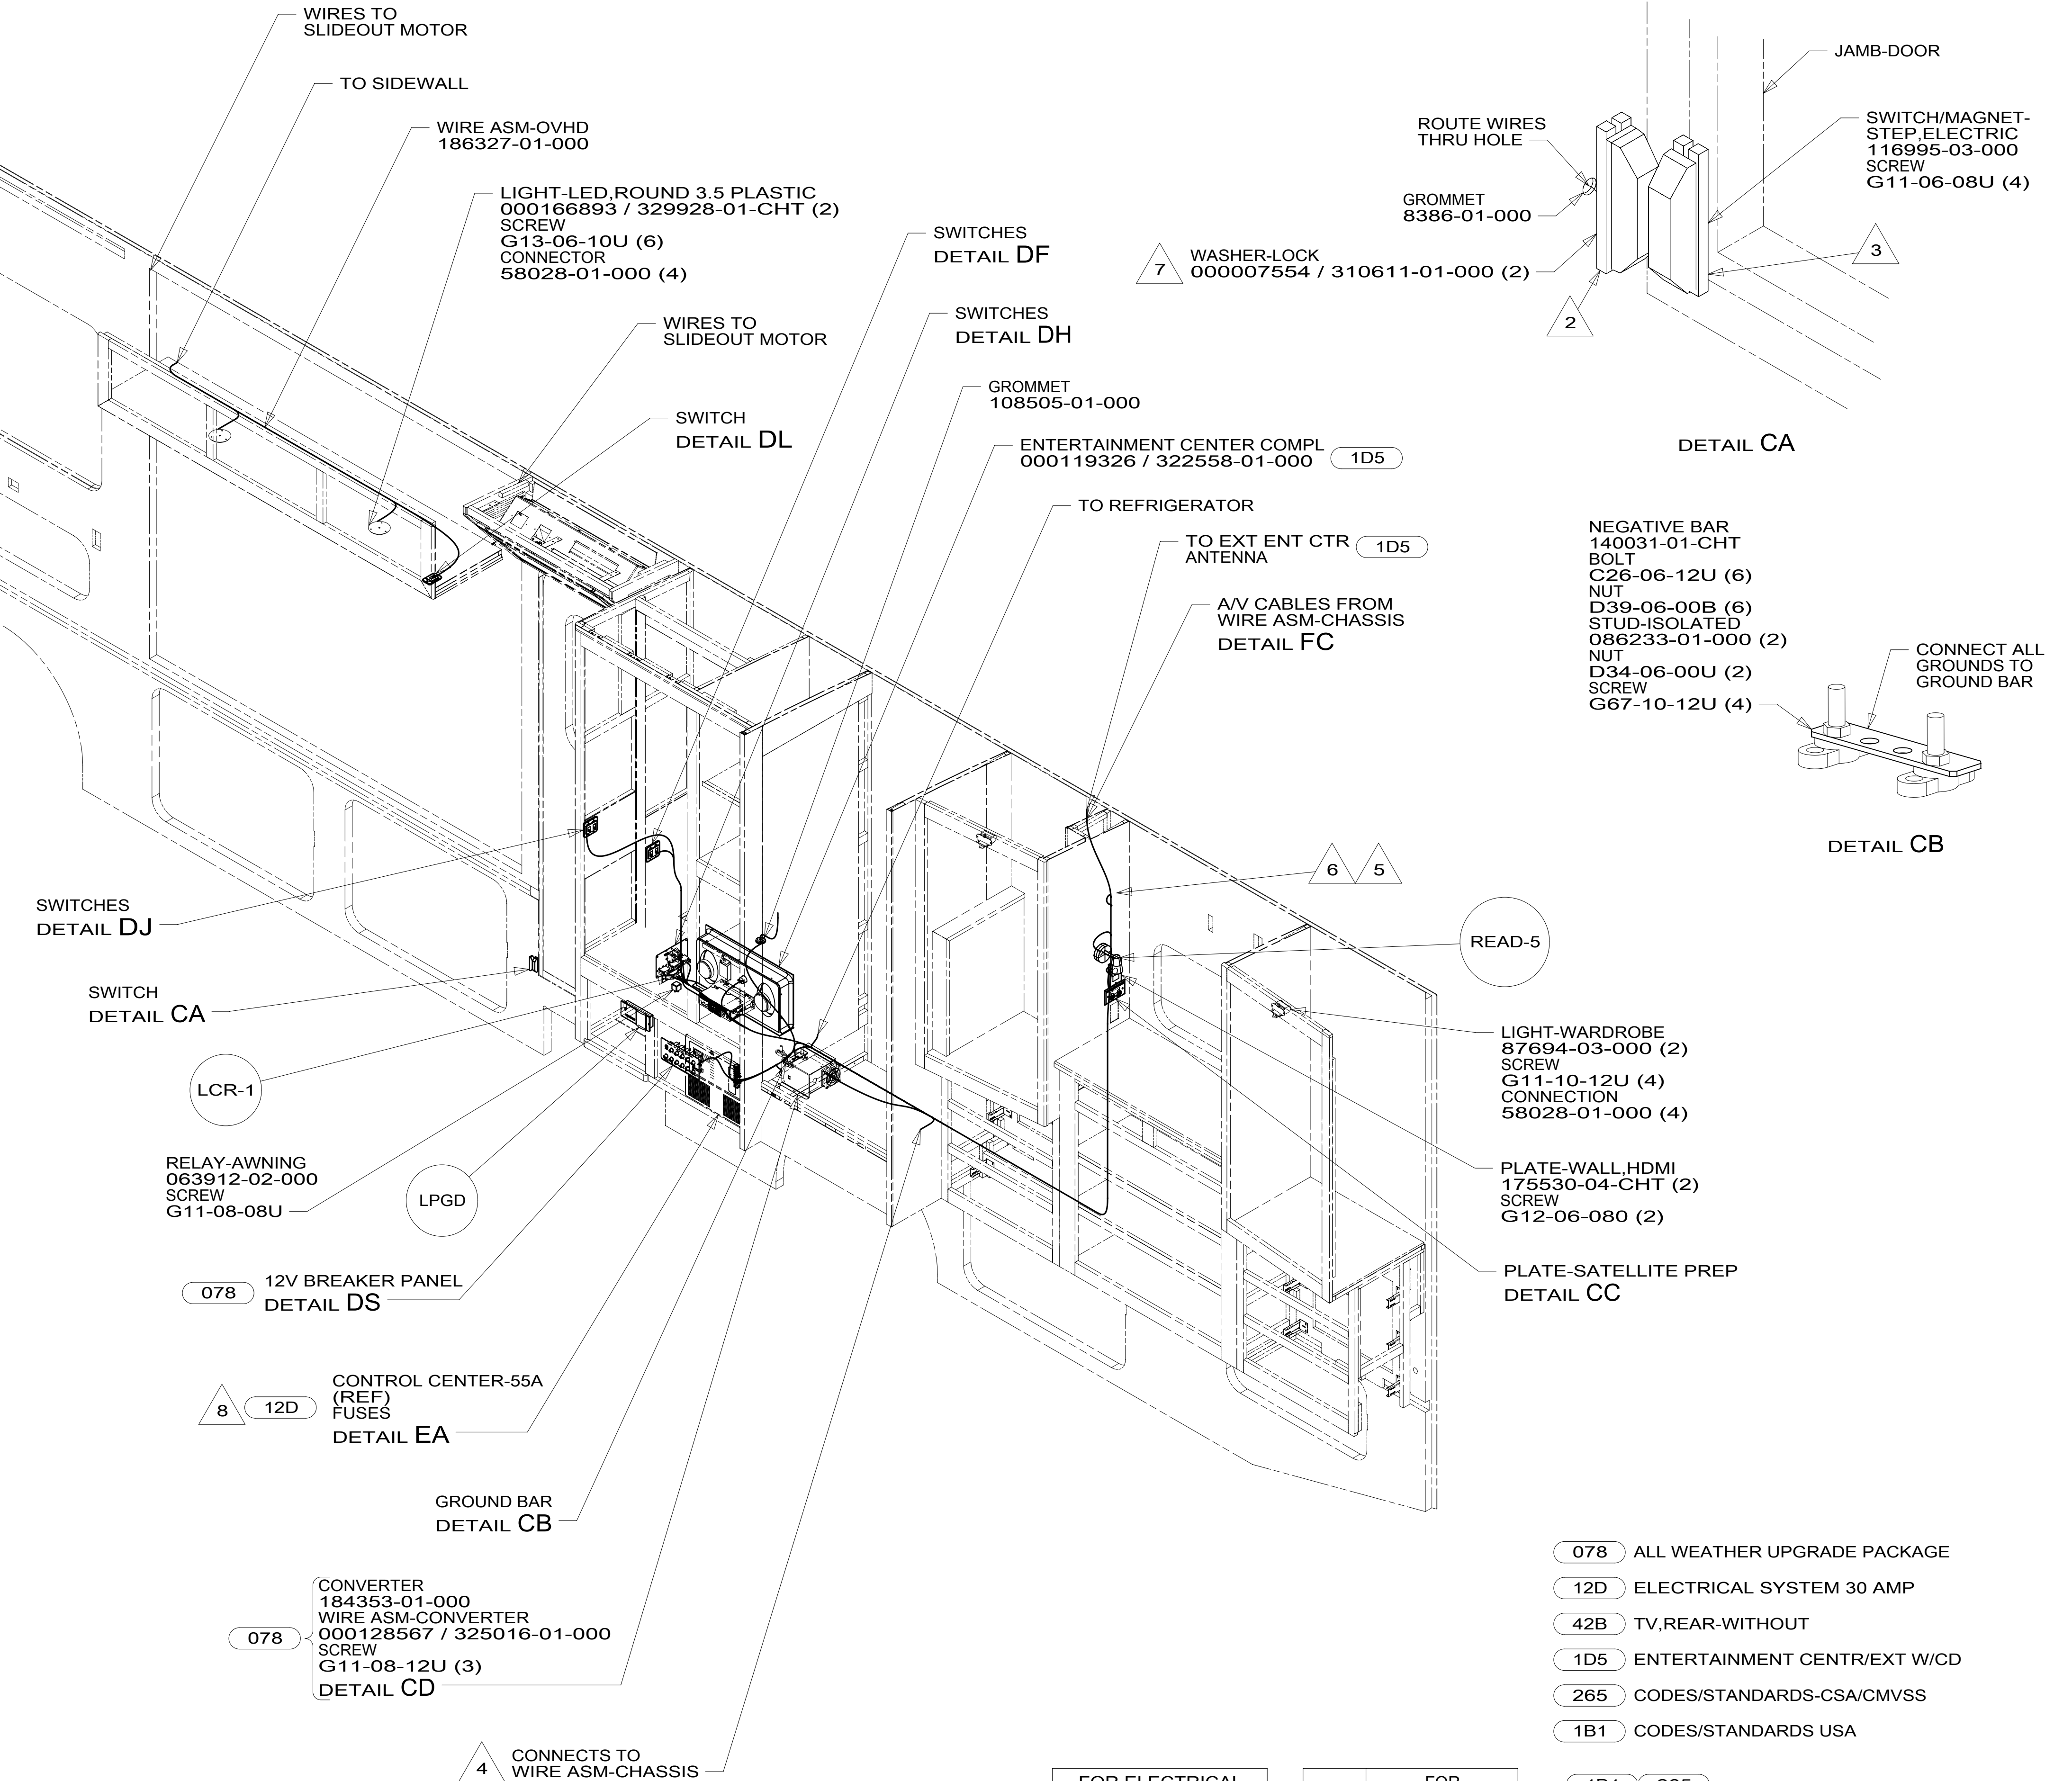 WIRES TO
SLIDEOUT MOTOR
TO SIDEWALL
WIRE ASM-OVHD
186327-01-000
LIGHT-LED,ROUND 3.5 PLASTIC
000166893 / 329928-01-CHT (2)
SCREW
G13-06-10U (6)
CONNECTOR
58028-01-000 (4)
WIRES TO
SLIDEOUT MOTOR
SWITCH
DETAIL DL
SWITCHES
DETAIL DF
SWITCHES
DETAIL DH
GROMMET
108505-01-000
ENTERTAINMENT CENTER COMPL
000119326 / 322558-01-000
1D5
TO REFRIGERATOR
TO EXT ENT CTR
ANTENNA
1D5
A/V CABLES FROM
WIRE ASM-CHASSIS
DETAIL FC
JAMB-DOOR
ROUTE WIRES
THRU HOLE
GROMMET
8386-01-000
7
WASHER-LOCK
000007554 / 310611-01-000 (2)
SWITCH/MAGNET-
STEP,ELECTRIC
116995-03-000
SCREW
G11-06-08U (4)
3
2
DETAIL CA
NEGATIVE BAR
140031-01-CHT
BOLT
C26-06-12U (6)
NUT
D39-06-00B (6)
STUD-ISOLATED
086233-01-000 (2)
NUT
D34-06-00U (2)
SCREW
G67-10-12U (4)
CONNECT ALL
GROUNDS TO
GROUND BAR
DETAIL CB
6
5
READ-5
SWITCHES
DETAIL DJ
SWITCH
DETAIL CA
LCR-1
RELAY-AWNING
063912-02-000
SCREW
G11-08-08U
LPGD
078
12V BREAKER PANEL
DETAIL DS
8
12D
CONTROL CENTER-55A
(REF)
FUSES
DETAIL EA
GROUND BAR
DETAIL CB
078
CONVERTER
184353-01-000
WIRE ASM-CONVERTER
000128567 / 325016-01-000
SCREW
G11-08-12U (3)
DETAIL CD
4
CONNECTS TO
WIRE ASM-CHASSIS
LIGHT-WARDROBE
87694-03-000 (2)
SCREW
G11-10-12U (4)
CONNECTION
58028-01-000 (4)
PLATE-WALL,HDMI
175530-04-CHT (2)
SCREW
G12-06-080 (2)
PLATE-SATELLITE PREP
DETAIL CC
078 ALL WEATHER UPGRADE PACKAGE
12D ELECTRICAL SYSTEM 30 AMP
42B TV,REAR-WITHOUT
1D5 ENTERTAINMENT CENTR/EXT W/CD
265 CODES/STANDARDS-CSA/CMVSS
1B1 CODES/STANDARDS USA
FOR ELECTRICAL
FOR